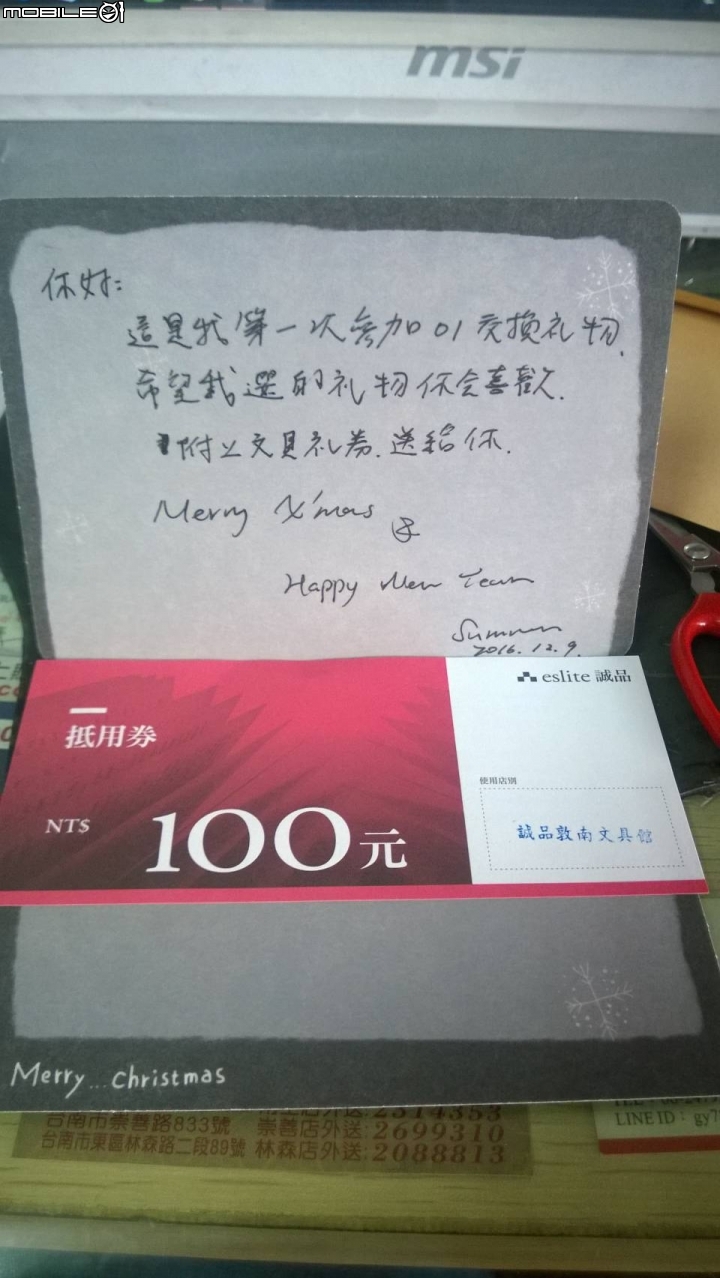 MOBILE01
msi
你好:
這是我第一次參加01交換礼物.
希望我選的礼物你会喜歡.
附上文具礼券.送給你.
Merry X'mas &
Happy New Year
Summer
2016.12.9.
eslite 誠品
抵用券
使用店別
NT$ 100元
誠品敦南文具館
Merry...christmas
台南市崇善路833號 崇善店外送:2699310
台南市東區林森路二段89號 林森店外送:2088813
2314353
LINE ID: gy7